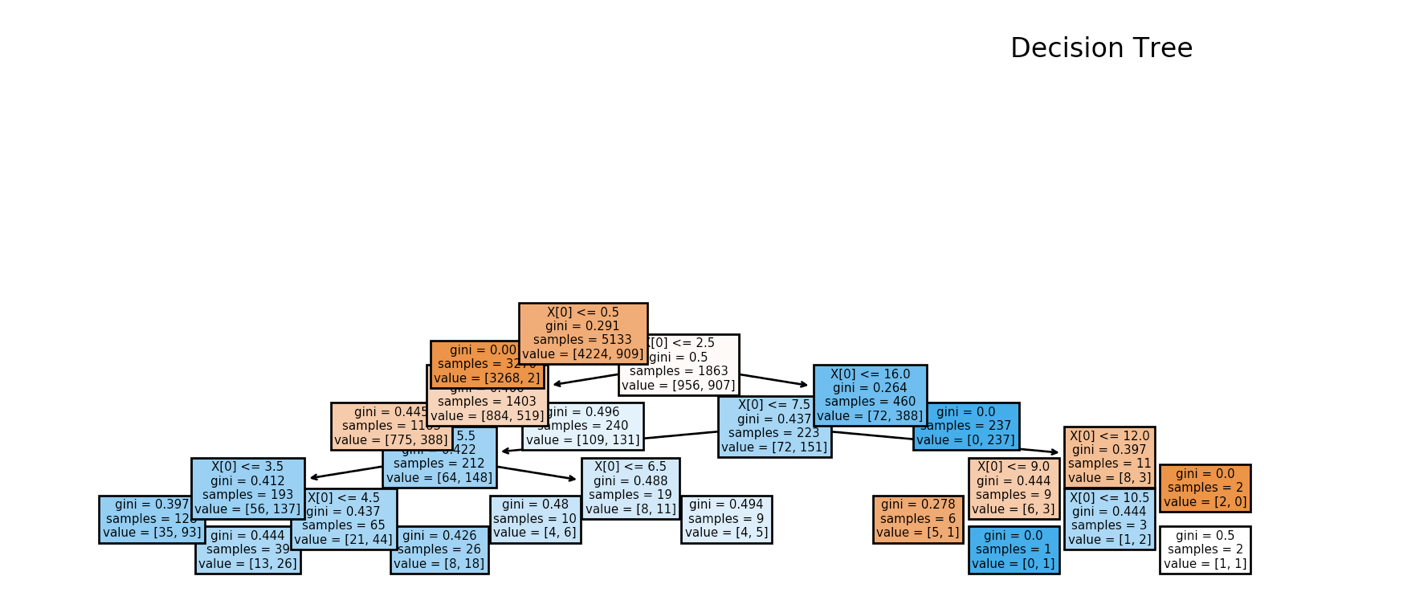 Decision Tree
X[0] <= 0.5
gini = 0.291
samples = 5133
value = [4224, 909]
X[0] <= 2.5
gini = 0.5
samples = 1863
value = [956, 907]
gini =
samples =
value = [3268, 2]
samples = 1403
value = [884, 519]
X[0] <= 16.0
gini = 0.264
samples = 460
value = [72, 388]
gini = 0.445
samples =
value = [775, 388]
gini = 0.496
samples = 240
value = [109, 131]
X[0] <= 7.5
gini = 0.437
samples = 223
value = [72, 151]
gini = 0.0
samples = 237
value = [0, 237]
5.5
samples = 212
value = [64, 148]
X[0] <= 12.0
gini = 0.397
samples = 11
value = [8, 3]
X[0] <= 3.5
gini = 0.412
samples = 193
value = [56, 137]
X[0] <= 6.5
gini = 0.488
samples = 19
value = [8, 11]
X[0] <= 9.0
gini = 0.444
samples = 9
value = [6, 3]
gini = 0.0
samples = 2
value = [2, 0]
gini = 0.397
samples =
value = [35, 93]
X[0] <= 4.5
gini = 0.437
samples = 65
value = [21, 44]
gini = 0.48
samples = 10
value = [4, 6]
gini = 0.494
samples = 9
value = [4, 5]
gini = 0.278
samples = 6
value = [5, 1]
X[0] <= 10.5
gini = 0.444
samples = 3
value = [1, 2]
gini = 0.444
samples = 39
value = [13, 26]
gini = 0.426
samples = 26
value = [8, 18]
gini = 0.0
samples = 1
value = [0, 1]
gini = 0.5
samples = 2
value = [1, 1]